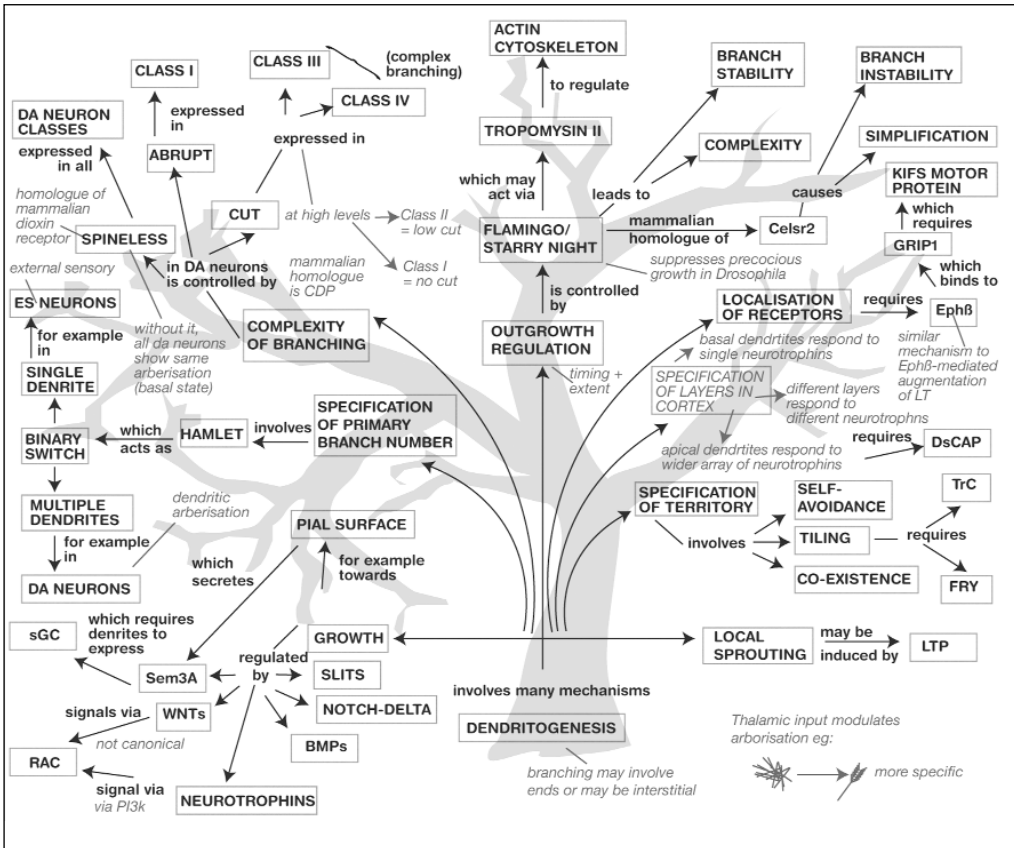 ACTIN
CYTOSKELETON
to regulate
TROPOMYSIN II
which may
act via
FLAMINGO/
STARRY NIGHT
leads to
BRANCH
STABILITY
COMPLEXITY
mammalian
homologue of
Celsr2
causes
BRANCH
INSTABILITY
SIMPLIFICATION
suppresses precocious
growth in Drosophila
is controlled
by
OUTGROWTH
REGULATION
timing +
extent
CLASS I
expressed
in
ABRUPT
CLASS III
(complex
branching)
CLASS IV
expressed in
CUT
at high levels
Class II
= low cut
Class I
= no cut
mammalian
homologue
is CDP
DA NEURON
CLASSES
expressed
in all
homologue of
mammalian
dioxin
receptor
SPINELESS
in DA neurons
is controlled by
without it,
all da neurons
show same
arberisation
(basal state)
COMPLEXITY
OF BRANCHING
external sensory
ES NEURONS
for example
in
SINGLE
DENRITE
BINARY
SWITCH
which
acts as
HAMLET
involves
SPECIFICATION
OF PRIMARY
BRANCH NUMBER
MULTIPLE
DENDRITES
for example
in
DA NEURONS
dendritic
arberisation
KIFS MOTOR
PROTEIN
which
requires
GRIP1
which
binds to
LOCALISATION
OF RECEPTORS
requires
Ephß
similar
mechanism to
Ephß-mediated
augmentation
of LT
basal dendrtites respond to
single neurotrophins
SPECIFICATION
OF LAYERS IN
CORTEX
different layers
respond to
different neurotrophns
apical dendrtites respond to
wider array of neurotrophins
requires
DsCAP
SPECIFICATION
OF TERRITORY
involves
SELF-
AVOIDANCE
TILING
CO-EXISTENCE
requires
TrC
FRY
PIAL SURFACE
for example
towards
which
secretes
GROWTH
regulated
by
sGC
which requires
denrites to
express
Sem3A
SLITS
WNTs
NOTCH-DELTA
BMPs
NEUROTROPHINS
signals via
not canonical
RAC
signal via
via PI3k
LOCAL
SPROUTING
may be
induced by
LTP
involves many mechanisms
DENDRITOGENESIS
branching may involve
ends or may be interstitial
Thalamic input modulates
arborisation eg:
more specific